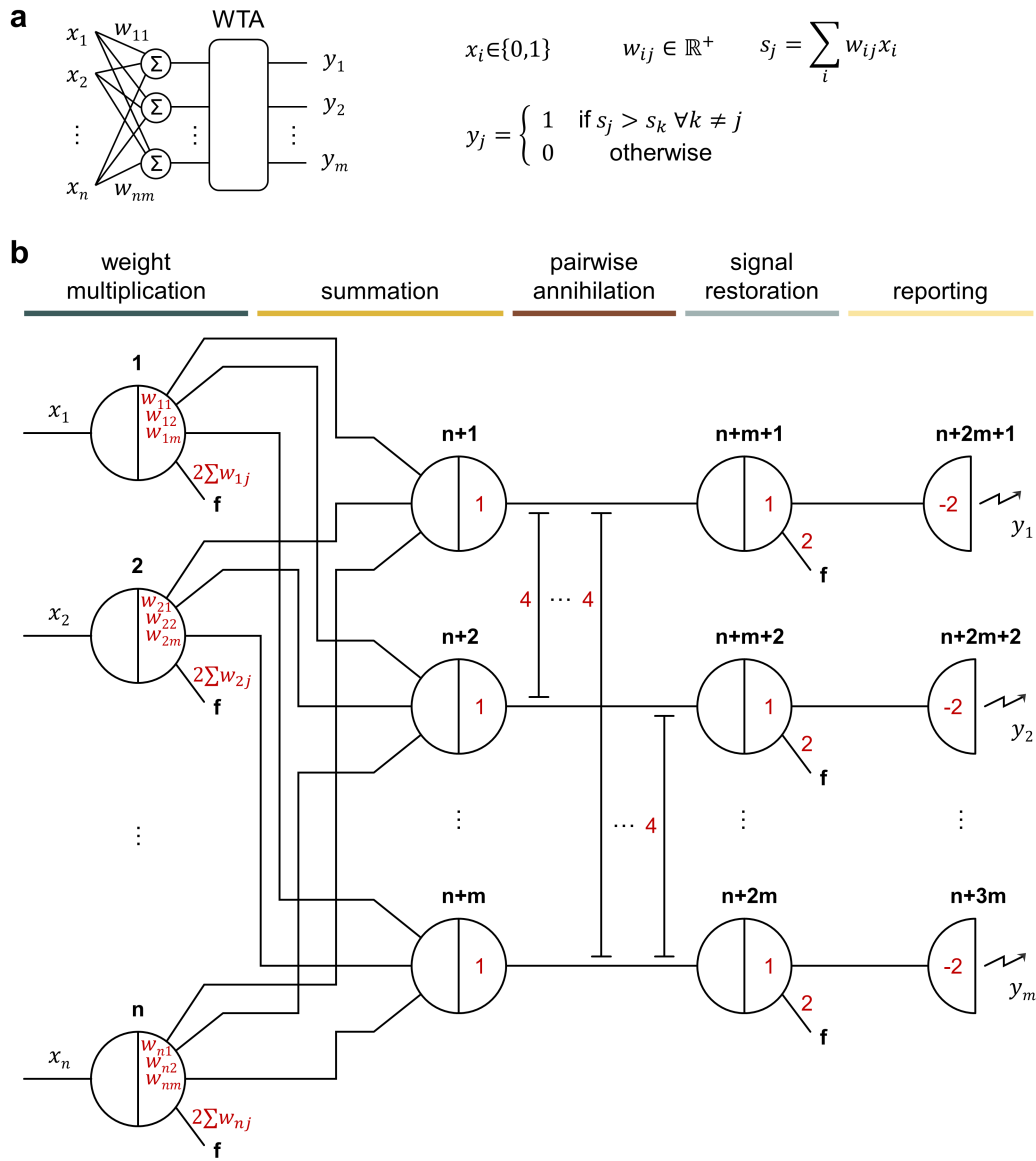 a
WTA
x₁ w₁₁ Σ y₁
x₂ Σ y₂
⋮ ⋮ ⋮
xₙ wₙₘ Σ yₘ
xᵢ∈{0,1} wᵢⱼ ∈ ℝ⁺ sⱼ = ∑ᵢ wᵢⱼxᵢ
yⱼ = { 1 if sⱼ > sₖ ∀k ≠ j
0 otherwise
b
weight multiplication
summation
pairwise annihilation
signal restoration
reporting
1
x₁
w₁₁
w₁₂
w₁ₘ
2∑w₁ⱼ
f
2
x₂
w₂₁
w₂₂
w₂ₘ
2∑w₂ⱼ
f
⋮
n
xₙ
wₙ₁
wₙ₂
wₙₘ
2∑wₙⱼ
f
n+1
1
n+2
1
⋮
n+m
1
4 ⋯ 4
⋯ 4
n+m+1
1
2
f
n+m+2
1
2
f
⋮
n+2m
1
2
f
n+2m+1
-2
y₁
n+2m+2
-2
y₂
⋮
n+3m
-2
yₘ